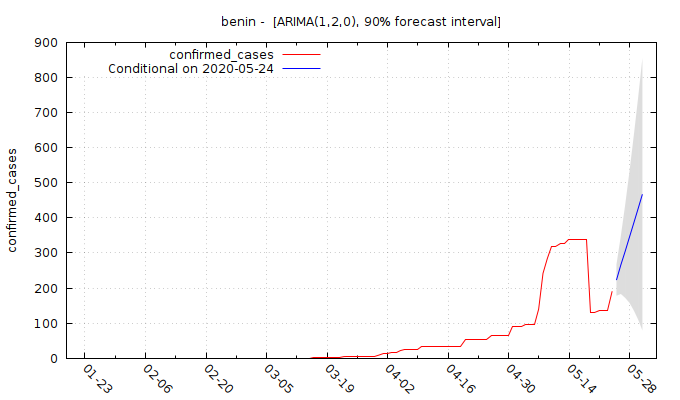 benin -  [ARIMA(1,2,0), 90% forecast interval]
confirmed_cases
Conditional on 2020-05-24
900
800
700
600
500
400
300
200
100
0
confirmed_cases
01-23 02-06 02-20 03-05 03-19 04-02 04-16 04-30 05-14 05-28